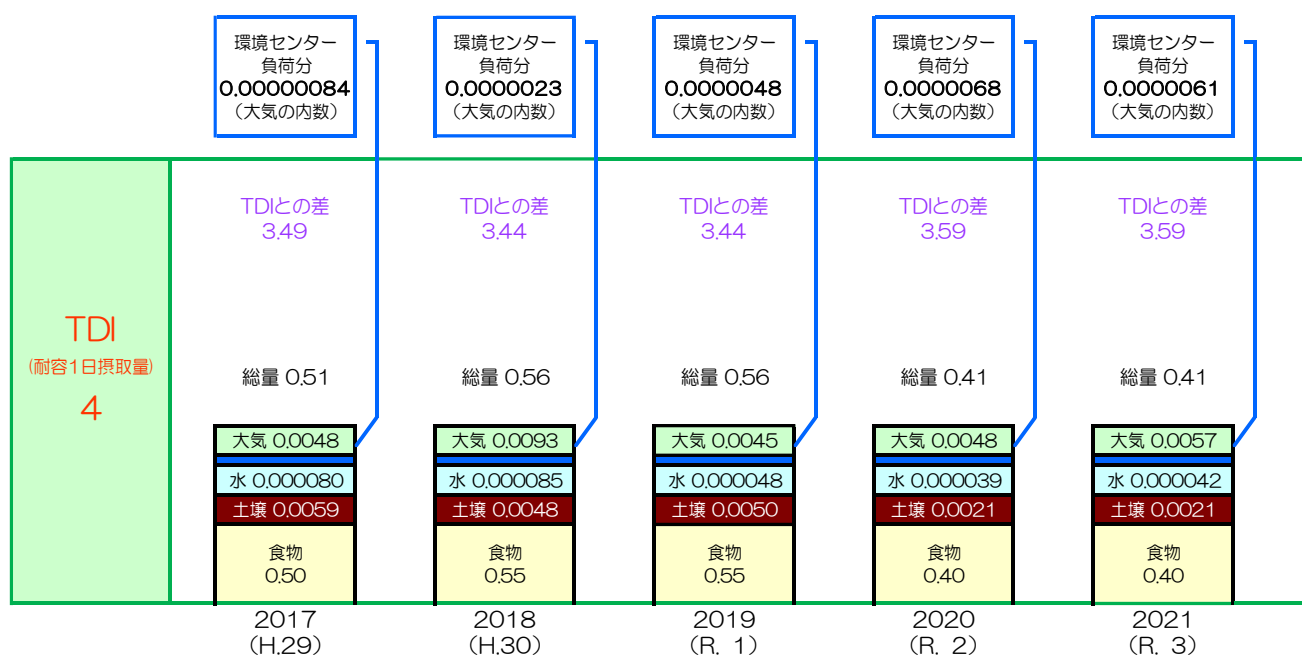 環境センター
負荷分
0.00000084
（大気の内数）
環境センター
負荷分
0.0000023
（大気の内数）
環境センター
負荷分
0.0000048
（大気の内数）
環境センター
負荷分
0.0000068
（大気の内数）
環境センター
負荷分
0.0000061
（大気の内数）
TDI
(耐容1日摂取量)
4
TDIとの差
3.49
TDIとの差
3.44
TDIとの差
3.44
TDIとの差
3.59
TDIとの差
3.59
総量 0.51
総量 0.56
総量 0.56
総量 0.41
総量 0.41
大気 0.0048
水 0.000080
土壌 0.0059
食物
0.50
大気 0.0093
水 0.000085
土壌 0.0048
食物
0.55
大気 0.0045
水 0.000048
土壌 0.0050
食物
0.55
大気 0.0048
水 0.000039
土壌 0.0021
食物
0.40
大気 0.0057
水 0.000042
土壌 0.0021
食物
0.40
2017
（H.29）
2018
（H.30）
2019
（R. 1）
2020
（R. 2）
2021
（R. 3）